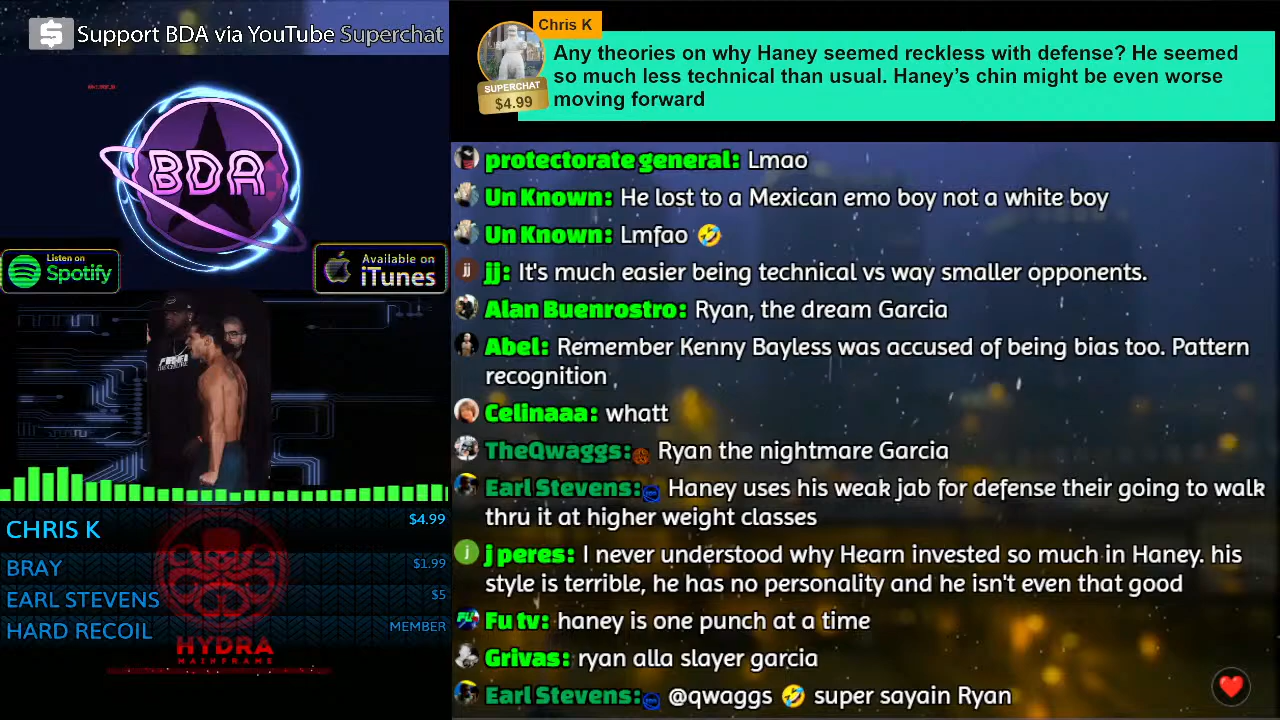 Support BDA via YouTube Superchat
BDA
Listen on
Spotify
Available on
iTunes
CHRIS K $4.99
BRAY $1.99
EARL STEVENS $5
HARD RECOIL MEMBER
HYDRA
MAINFRAME
Chris K
SUPERCHAT
$4.99
Any theories on why Haney seemed reckless with defense? He seemed
so much less technical than usual. Haney's chin might be even worse
moving forward
protectorate general: Lmao
Un Known: He lost to a Mexican emo boy not a white boy
Un Known: Lmfao 🤣
jj jj: It's much easier being technical vs way smaller opponents.
Alan Buenrostro: Ryan, the dream Garcia
Abel: Remember Kenny Bayless was accused of being bias too. Pattern
recognition
Celinaaa: whatt
TheQwaggs: Ryan the nightmare Garcia
Earl Stevens: Haney uses his weak jab for defense their going to walk
thru it at higher weight classes
j j peres: I never understood why Hearn invested so much in Haney. his
style is terrible, he has no personality and he isn't even that good
Fu tv: haney is one punch at a time
Grivas: ryan alla slayer garcia
Earl Stevens: @qwaggs 🤣 super sayain Ryan